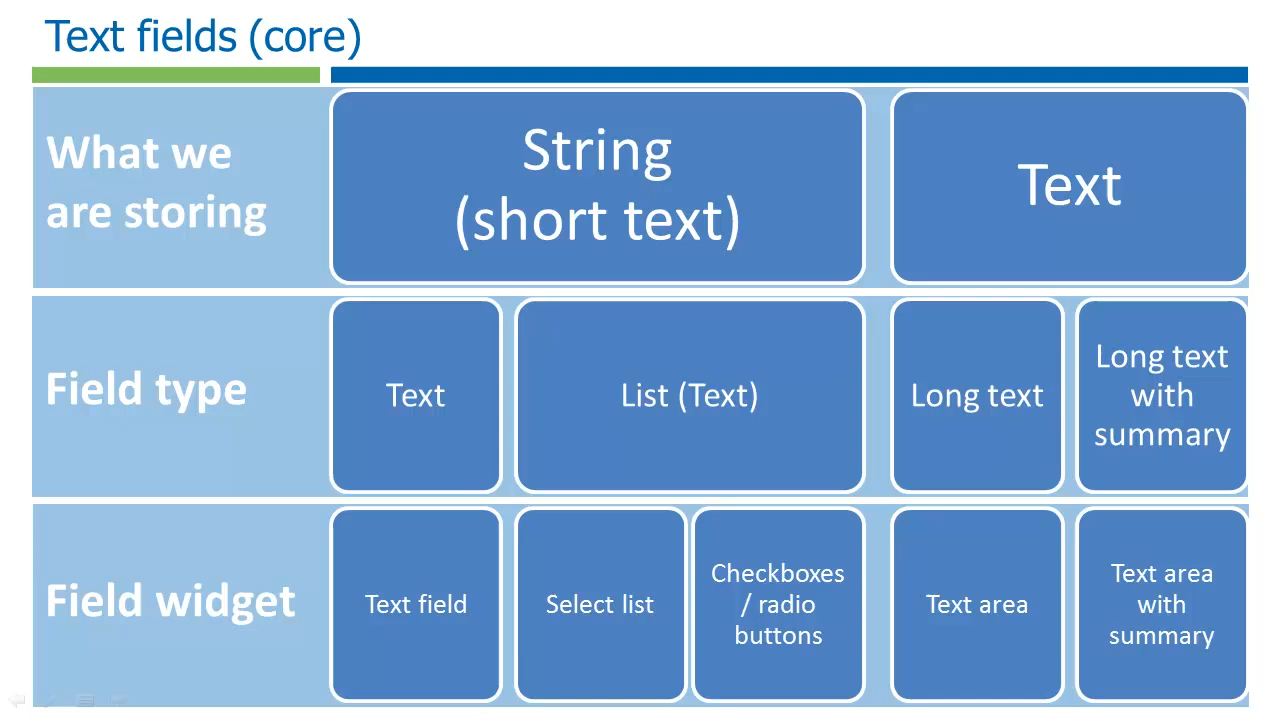 Text fields (core)
What we
are storing
String
(short text)
Text
Field type
Text
List (Text)
Long text
Long text
with
summary
Field widget
Text field
Select list
Checkboxes
/ radio
buttons
Text area
Text area
with
summary